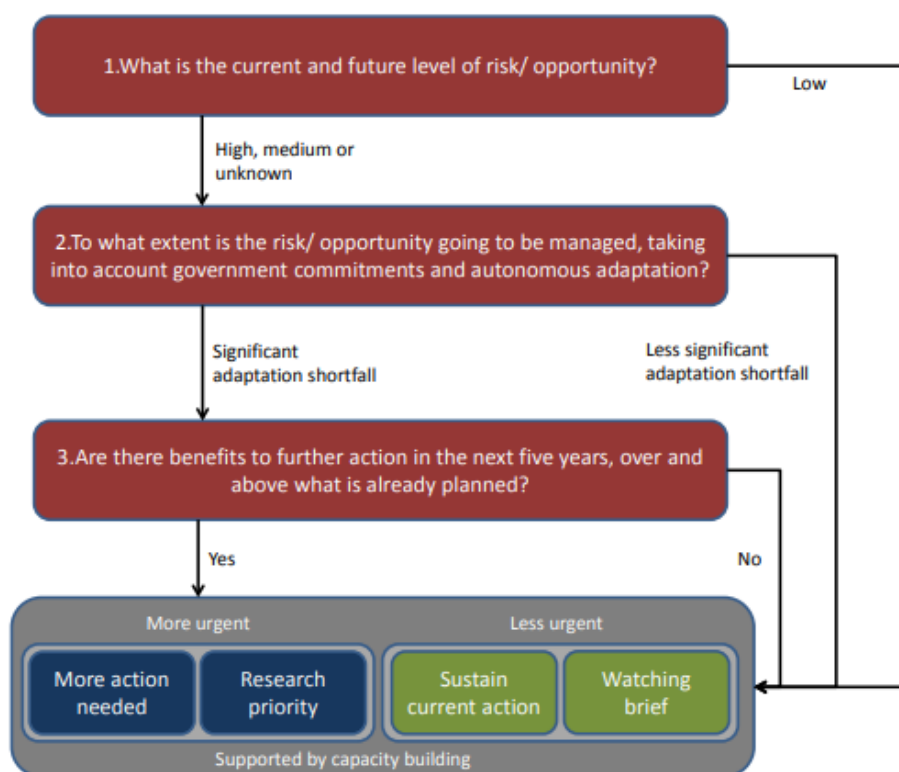 1.What is the current and future level of risk/ opportunity?
Low
High, medium or
unknown
2.To what extent is the risk/ opportunity going to be managed, taking
into account government commitments and autonomous adaptation?
Significant
adaptation shortfall
Less significant
adaptation shortfall
3.Are there benefits to further action in the next five years, over and
above what is already planned?
Yes
No
More urgent
Less urgent
More action
needed
Research
priority
Sustain
current action
Watching
brief
Supported by capacity building